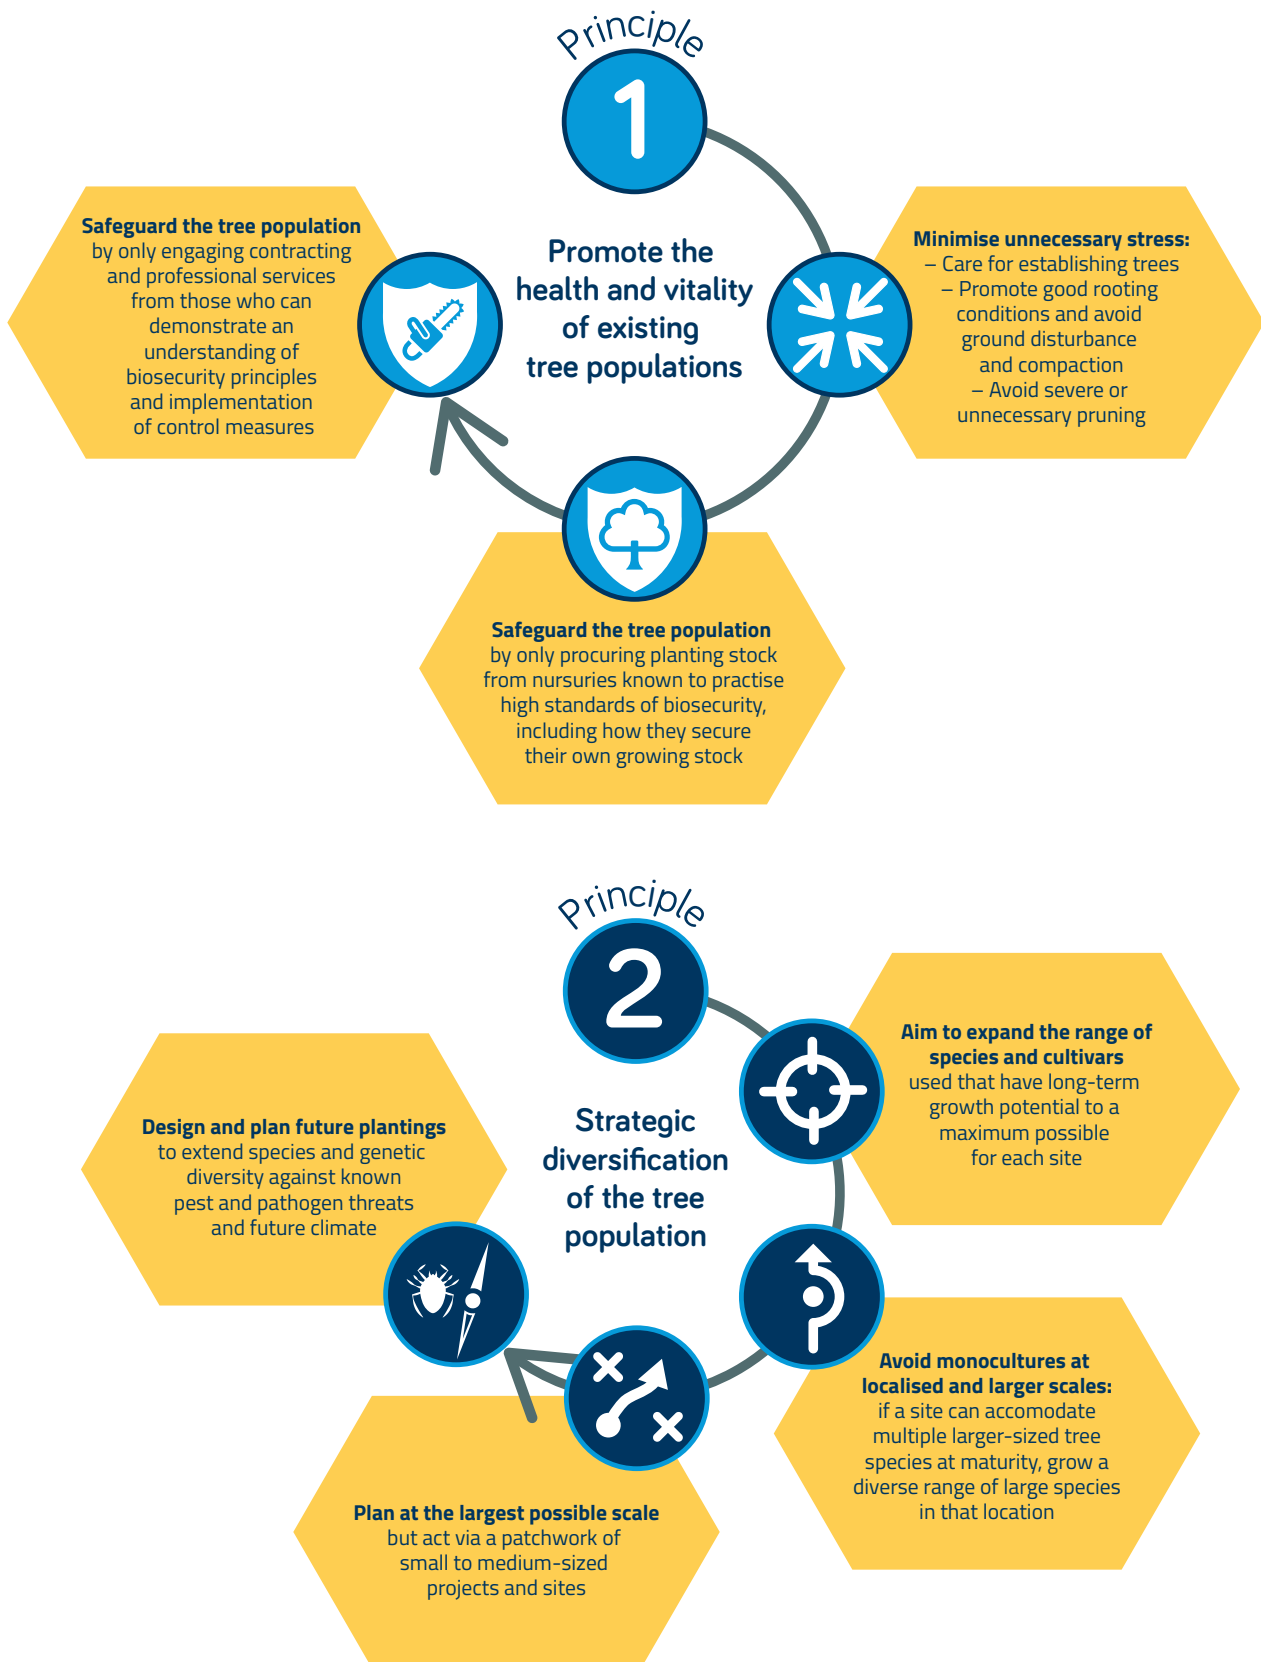 Principle
1
Promote the
health and vitality
of existing
tree populations
Minimise unnecessary stress:
– Care for establishing trees
– Promote good rooting
conditions and avoid
ground disturbance
and compaction
– Avoid severe or
unnecessary pruning
Safeguard the tree population
by only procuring planting stock
from nursuries known to practise
high standards of biosecurity,
including how they secure
their own growing stock
Safeguard the tree population
by only engaging contracting
and professional services
from those who can
demonstrate an
understanding of
biosecurity principles
and implementation
of control measures
Principle
2
Strategic
diversification
of the tree
population
Aim to expand the range of
species and cultivars
used that have long-term
growth potential to a
maximum possible
for each site
Avoid monocultures at
localised and larger scales:
if a site can accomodate
multiple larger-sized tree
species at maturity, grow a
diverse range of large species
in that location
Plan at the largest possible scale
but act via a patchwork of
small to medium-sized
projects and sites
Design and plan future plantings
to extend species and genetic
diversity against known
pest and pathogen threats
and future climate